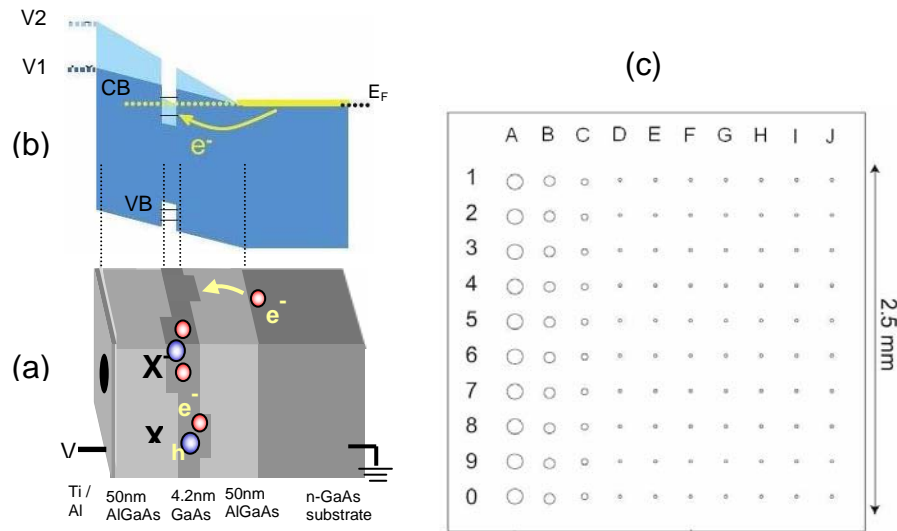 V2
V1
CB
E_F
(b)
e⁻
VB
(a)
e⁻
X⁻
e⁻
X
h
V
Ti / Al
50nm AlGaAs
4.2nm GaAs
50nm AlGaAs
n-GaAs substrate
(c)
A B C D E F G H I J
1
2
3
4
5
6
7
8
9
0
2.5 mm